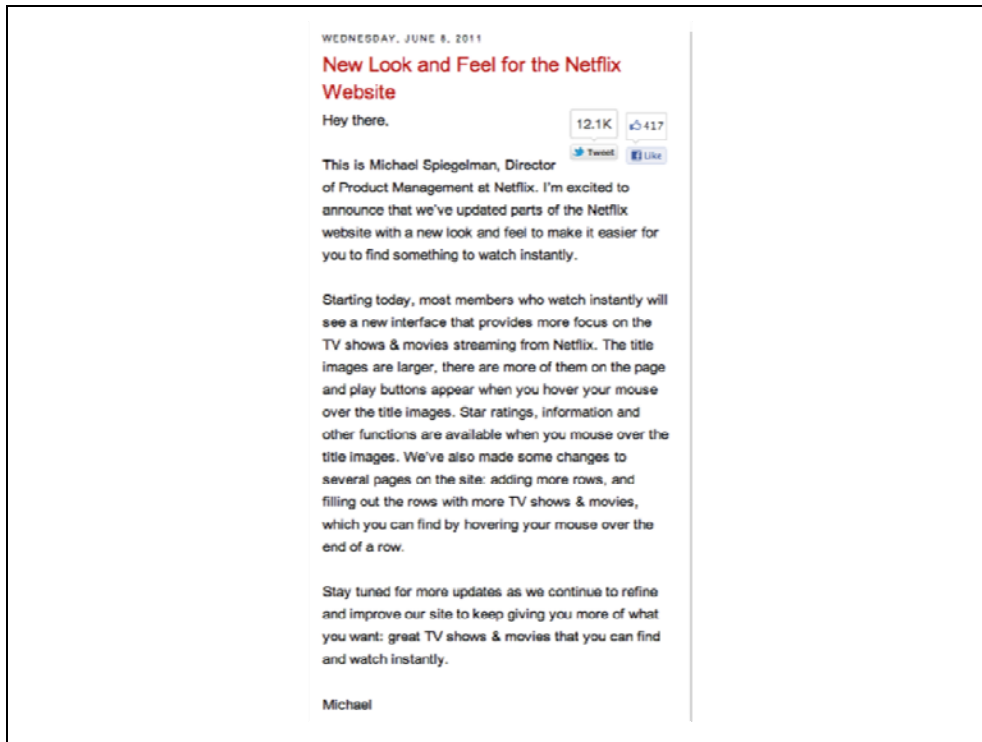 WEDNESDAY, JUNE 8, 2011
New Look and Feel for the Netflix
Website
Hey there,
12.1K
417
Tweet
Like
This is Michael Spiegelman, Director
of Product Management at Netflix. I'm excited to
announce that we've updated parts of the Netflix
website with a new look and feel to make it easier for
you to find something to watch instantly.
Starting today, most members who watch instantly will
see a new interface that provides more focus on the
TV shows & movies streaming from Netflix. The title
images are larger, there are more of them on the page
and play buttons appear when you hover your mouse
over the title images. Star ratings, information and
other functions are available when you mouse over the
title images. We've also made some changes to
several pages on the site: adding more rows, and
filling out the rows with more TV shows & movies,
which you can find by hovering your mouse over the
end of a row.
Stay tuned for more updates as we continue to refine
and improve our site to keep giving you more of what
you want: great TV shows & movies that you can find
and watch instantly.
Michael